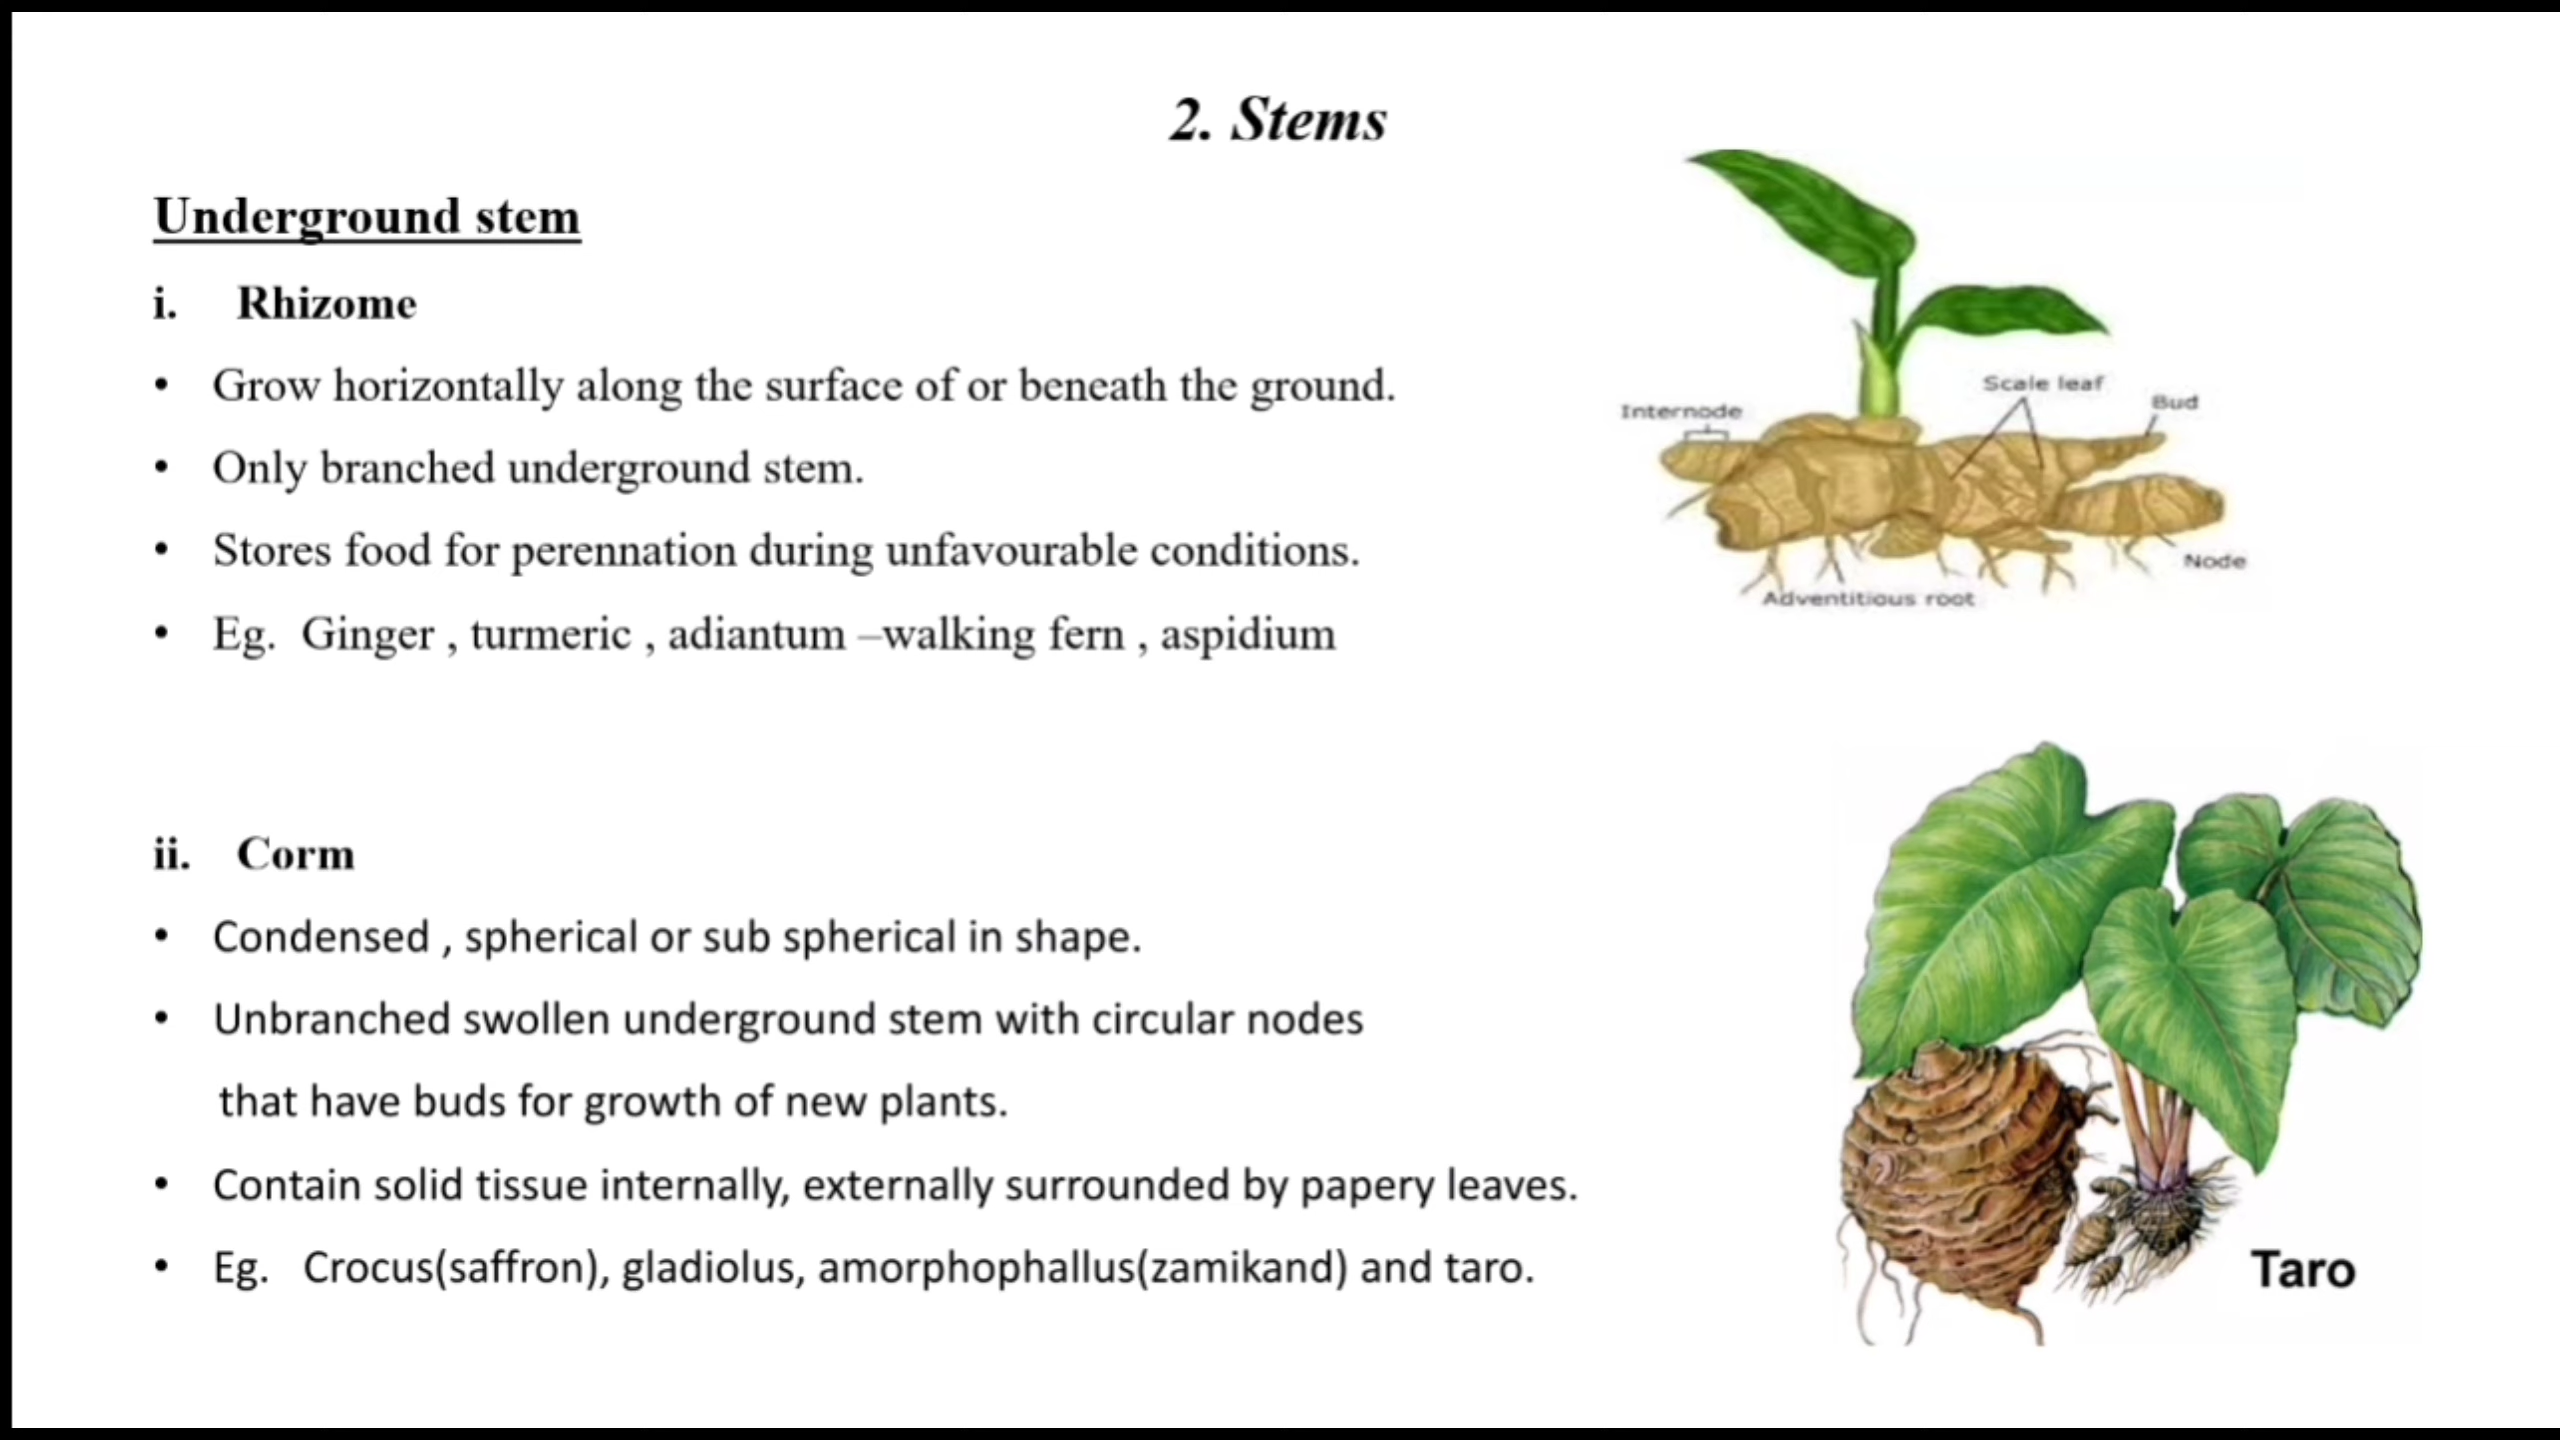 2. Stems
Underground stem
i. Rhizome
• Grow horizontally along the surface of or beneath the ground.
• Only branched underground stem.
• Stores food for perennation during unfavourable conditions.
• Eg. Ginger , turmeric , adiantum –walking fern , aspidium
Internode
Scale leaf
Bud
Node
Adventitious root
ii. Corm
• Condensed , spherical or sub spherical in shape.
• Unbranched swollen underground stem with circular nodes
that have buds for growth of new plants.
• Contain solid tissue internally, externally surrounded by papery leaves.
• Eg. Crocus(saffron), gladiolus, amorphophallus(zamikand) and taro.
Taro